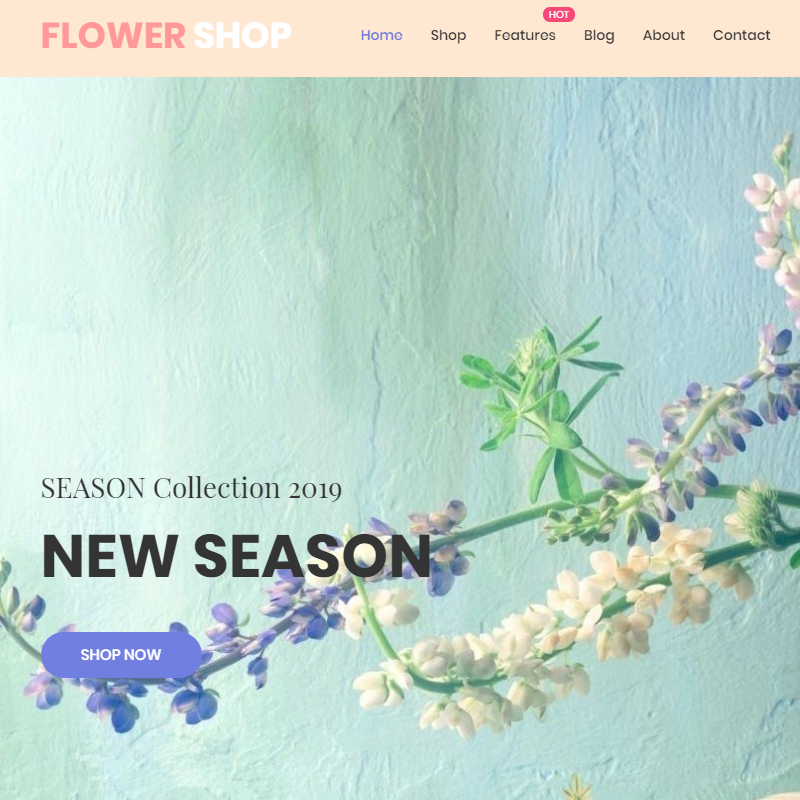 HOT
FLOWER SHOP Home Shop Features Blog About Contact
SEASON Collection 2019
NEW SEASON
SHOP NOW